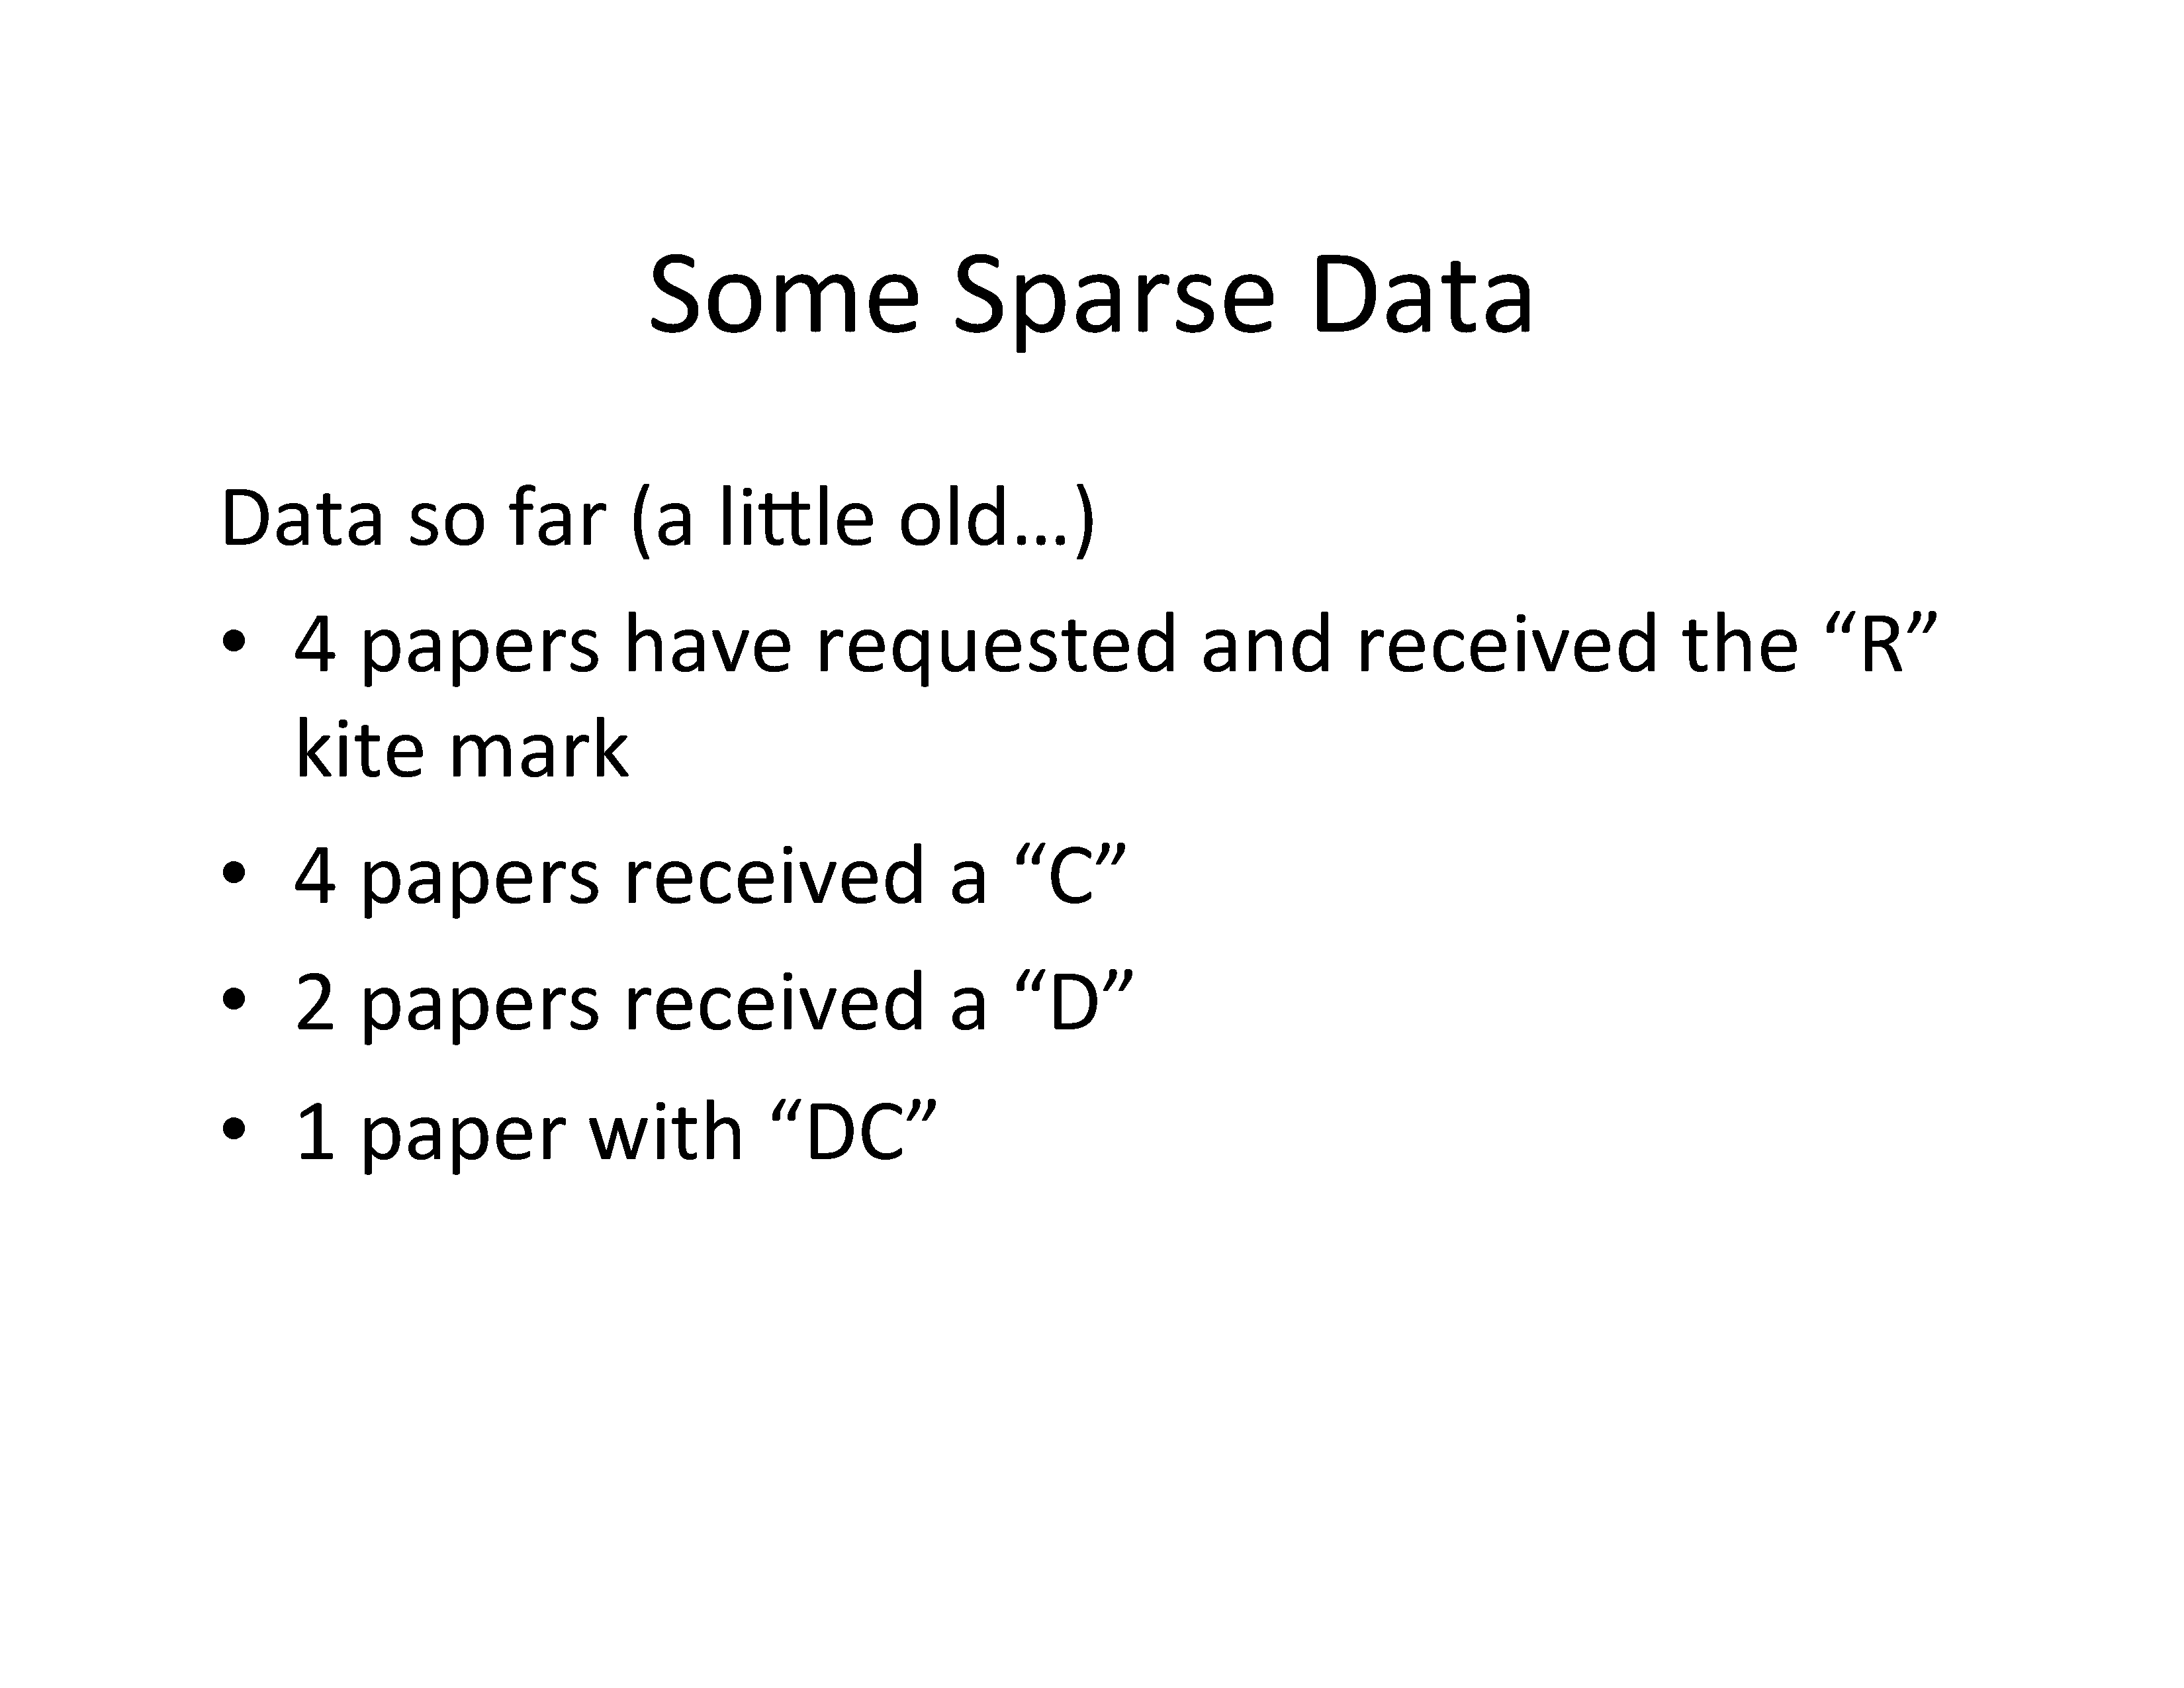 Some Sparse Data
Data so far (a little old…)
• 4 papers have requested and received the “R”
kite mark
• 4 papers received a “C”
• 2 papers received a “D”
• 1 paper with “DC”